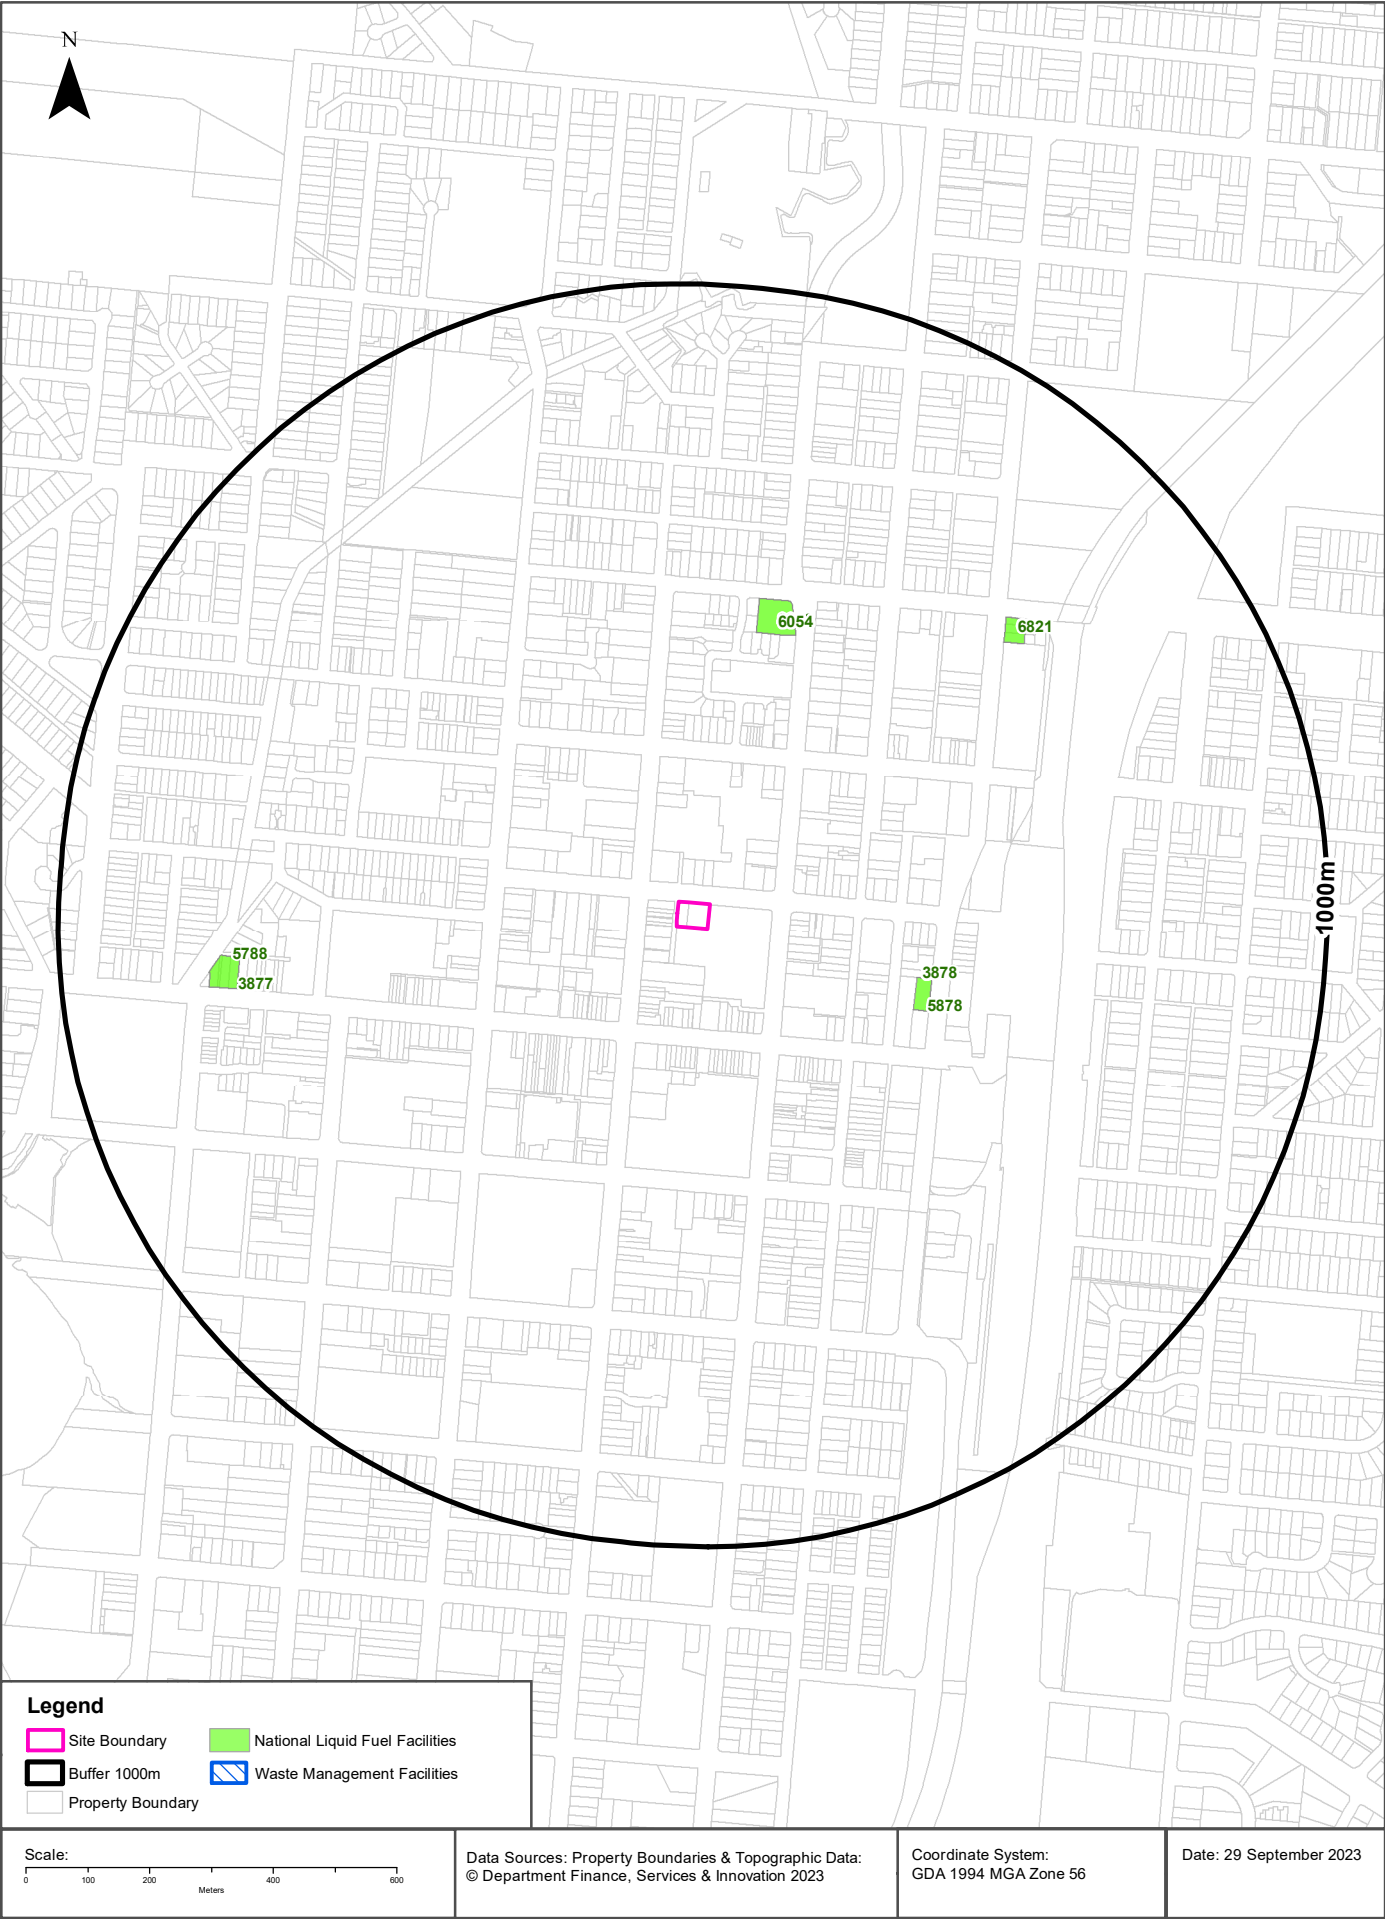 N
6054
6821
1000m
5788
3877
3878
5878
Legend
Site Boundary
National Liquid Fuel Facilities
Buffer 1000m
Waste Management Facilities
Property Boundary
Scale:
0 100 200 400 600
Meters
Data Sources: Property Boundaries & Topographic Data:
© Department Finance, Services & Innovation 2023
Coordinate System:
GDA 1994 MGA Zone 56
Date: 29 September 2023